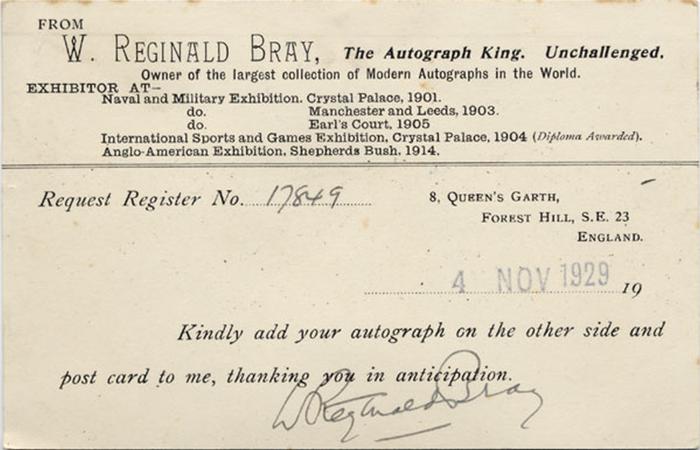 FROM
W. REGINALD BRAY, The Autograph King. Unchallenged.
Owner of the largest collection of Modern Autographs in the World.
EXHIBITOR AT—
Naval and Military Exhibition. Crystal Palace, 1901.
do. Manchester and Leeds, 1903.
do. Earl's Court, 1905
International Sports and Games Exhibition, Crystal Palace, 1904 (Diploma Awarded).
Anglo-American Exhibition, Shepherds Bush, 1914.
Request Register No. 17849
8, QUEEN'S GARTH,
FOREST HILL, S.E. 23
ENGLAND.
4 NOV 1929 19
Kindly add your autograph on the other side and
post card to me, thanking you in anticipation.
W Reginald Bray